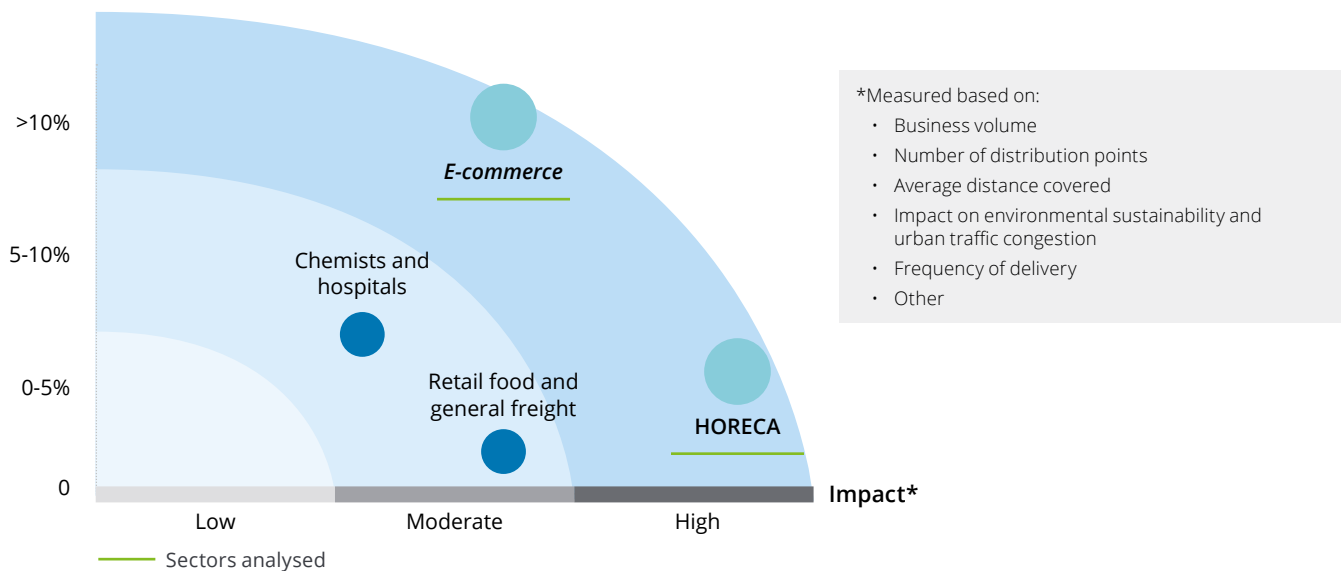 >10%
5-10%
0-5%
0
E-commerce
Chemists and
hospitals
Retail food and
general freight
HORECA
Impact*
Low
Moderate
High
Sectors analysed
*Measured based on:
• Business volume
• Number of distribution points
• Average distance covered
• Impact on environmental sustainability and
urban traffic congestion
• Frequency of delivery
• Other